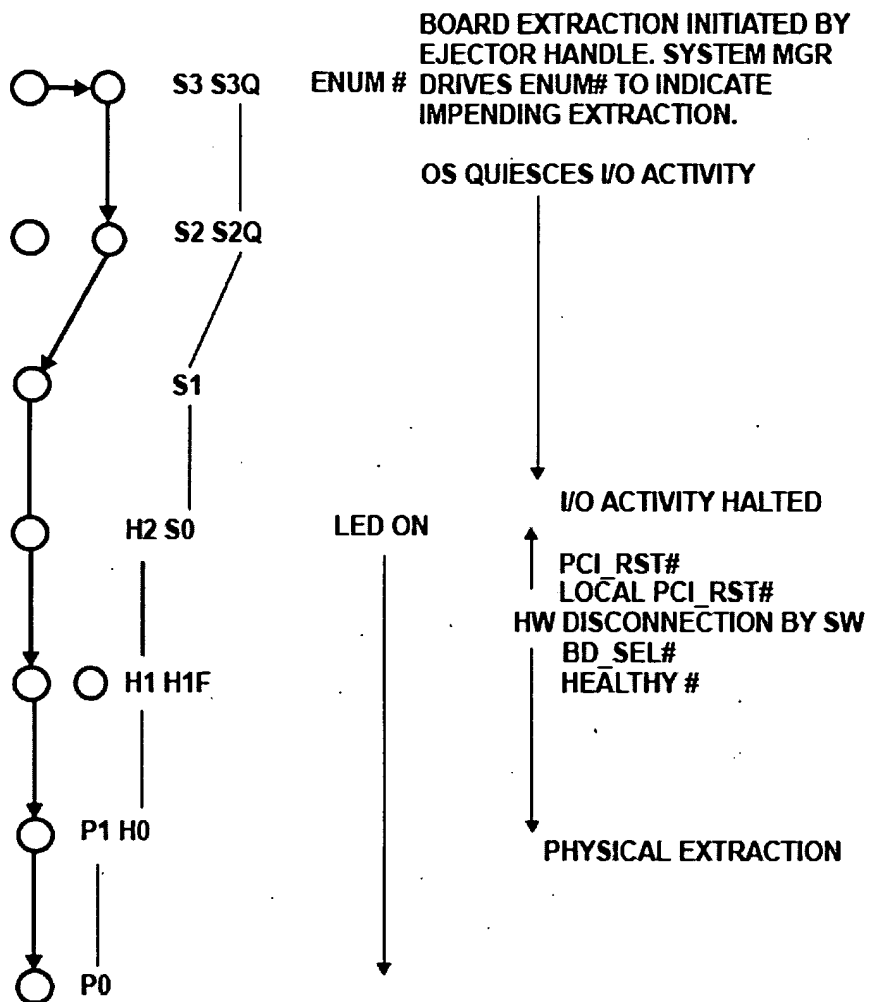 BOARD EXTRACTION INITIATED BY
EJECTOR HANDLE. SYSTEM MGR
S3 S3Q ENUM # DRIVES ENUM# TO INDICATE
IMPENDING EXTRACTION.
OS QUIESCES I/O ACTIVITY
S2 S2Q
S1
I/O ACTIVITY HALTED
H2 S0 LED ON
PCI_RST#
LOCAL PCI_RST#
HW DISCONNECTION BY SW
BD_SEL#
H1 H1F HEALTHY #
P1 H0
PHYSICAL EXTRACTION
P0